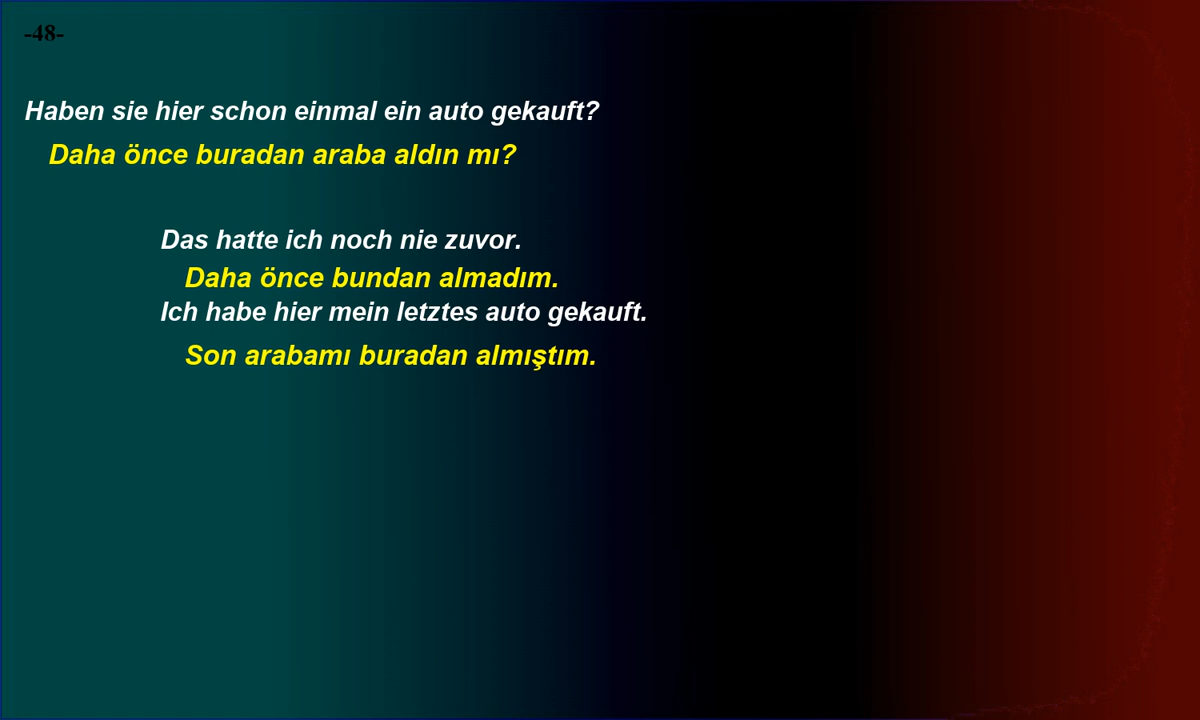 -48-
Haben sie hier schon einmal ein auto gekauft?
Daha önce buradan araba aldın mı?
Das hatte ich noch nie zuvor.
Daha önce bundan almadım.
Ich habe hier mein letztes auto gekauft.
Son arabamı buradan almıştım.